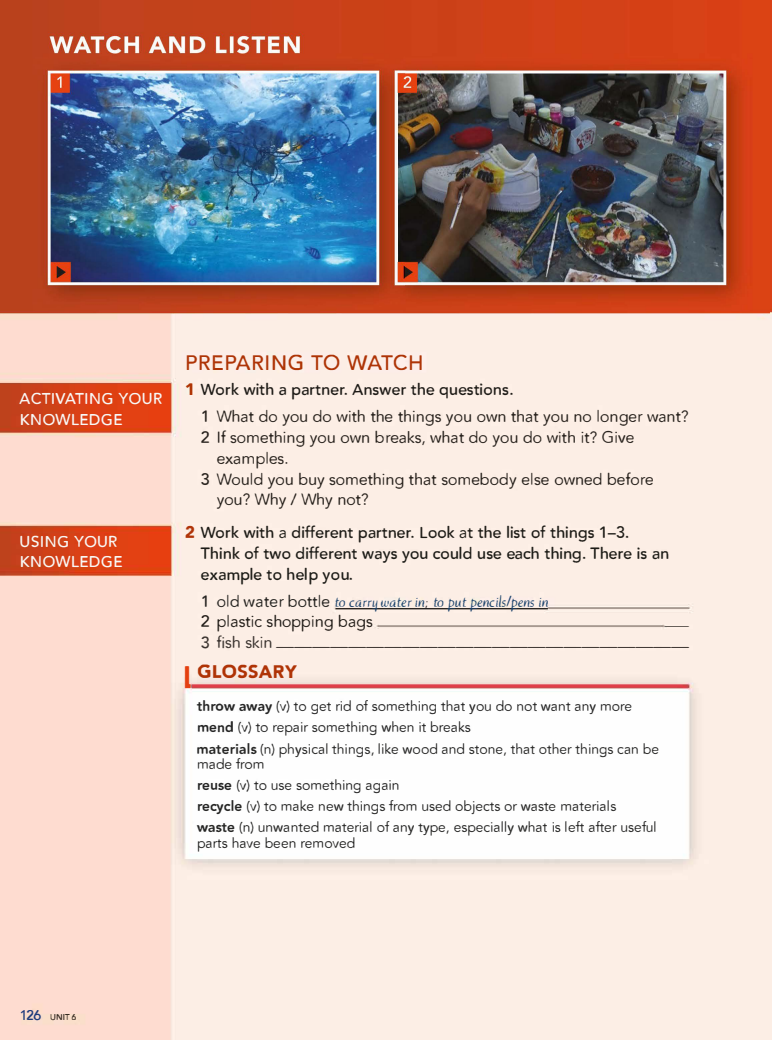 WATCH AND LISTEN
1
2
PREPARING TO WATCH
ACTIVATING YOUR
KNOWLEDGE
1 Work with a partner. Answer the questions.
1 What do you do with the things you own that you no longer want?
2 If something you own breaks, what do you do with it? Give
examples.
3 Would you buy something that somebody else owned before
you? Why / Why not?
USING YOUR
KNOWLEDGE
2 Work with a different partner. Look at the list of things 1–3.
Think of two different ways you could use each thing. There is an
example to help you.
1 old water bottle to carry water in; to put pencils/pens in
2 plastic shopping bags
3 fish skin
GLOSSARY
throw away (v) to get rid of something that you do not want any more
mend (v) to repair something when it breaks
materials (n) physical things, like wood and stone, that other things can be
made from
reuse (v) to use something again
recycle (v) to make new things from used objects or waste materials
waste (n) unwanted material of any type, especially what is left after useful
parts have been removed
126 UNIT 6